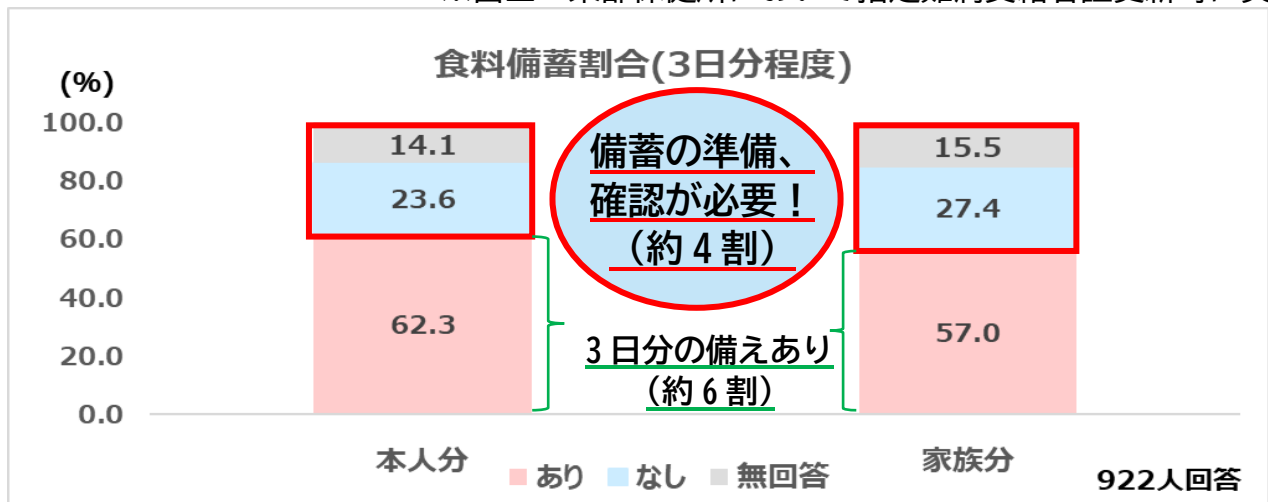 食料備蓄割合(3日分程度)
(%)
100.0
80.0
60.0
40.0
20.0
0.0
14.1
23.6
62.3
備蓄の準備、
確認が必要！
（約４割）
3日分の備えあり
（約６割）
15.5
27.4
57.0
本人分
家族分
あり なし 無回答
922人回答